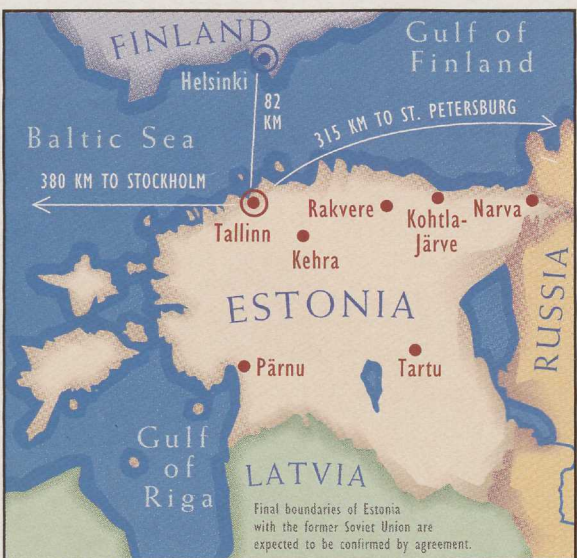 FINLAND
Gulf of
Finland
Helsinki
82
KM
315 KM TO ST. PETERSBURG
Baltic Sea
380 KM TO STOCKHOLM
Tallinn
Rakvere
Kohtla-
Järve
Narva
Kehra
ESTONIA
RUSSIA
Pärnu
Tartu
Gulf
of
Riga
LATVIA
Final boundaries of Estonia
with the former Soviet Union are
expected to be confirmed by agreement.